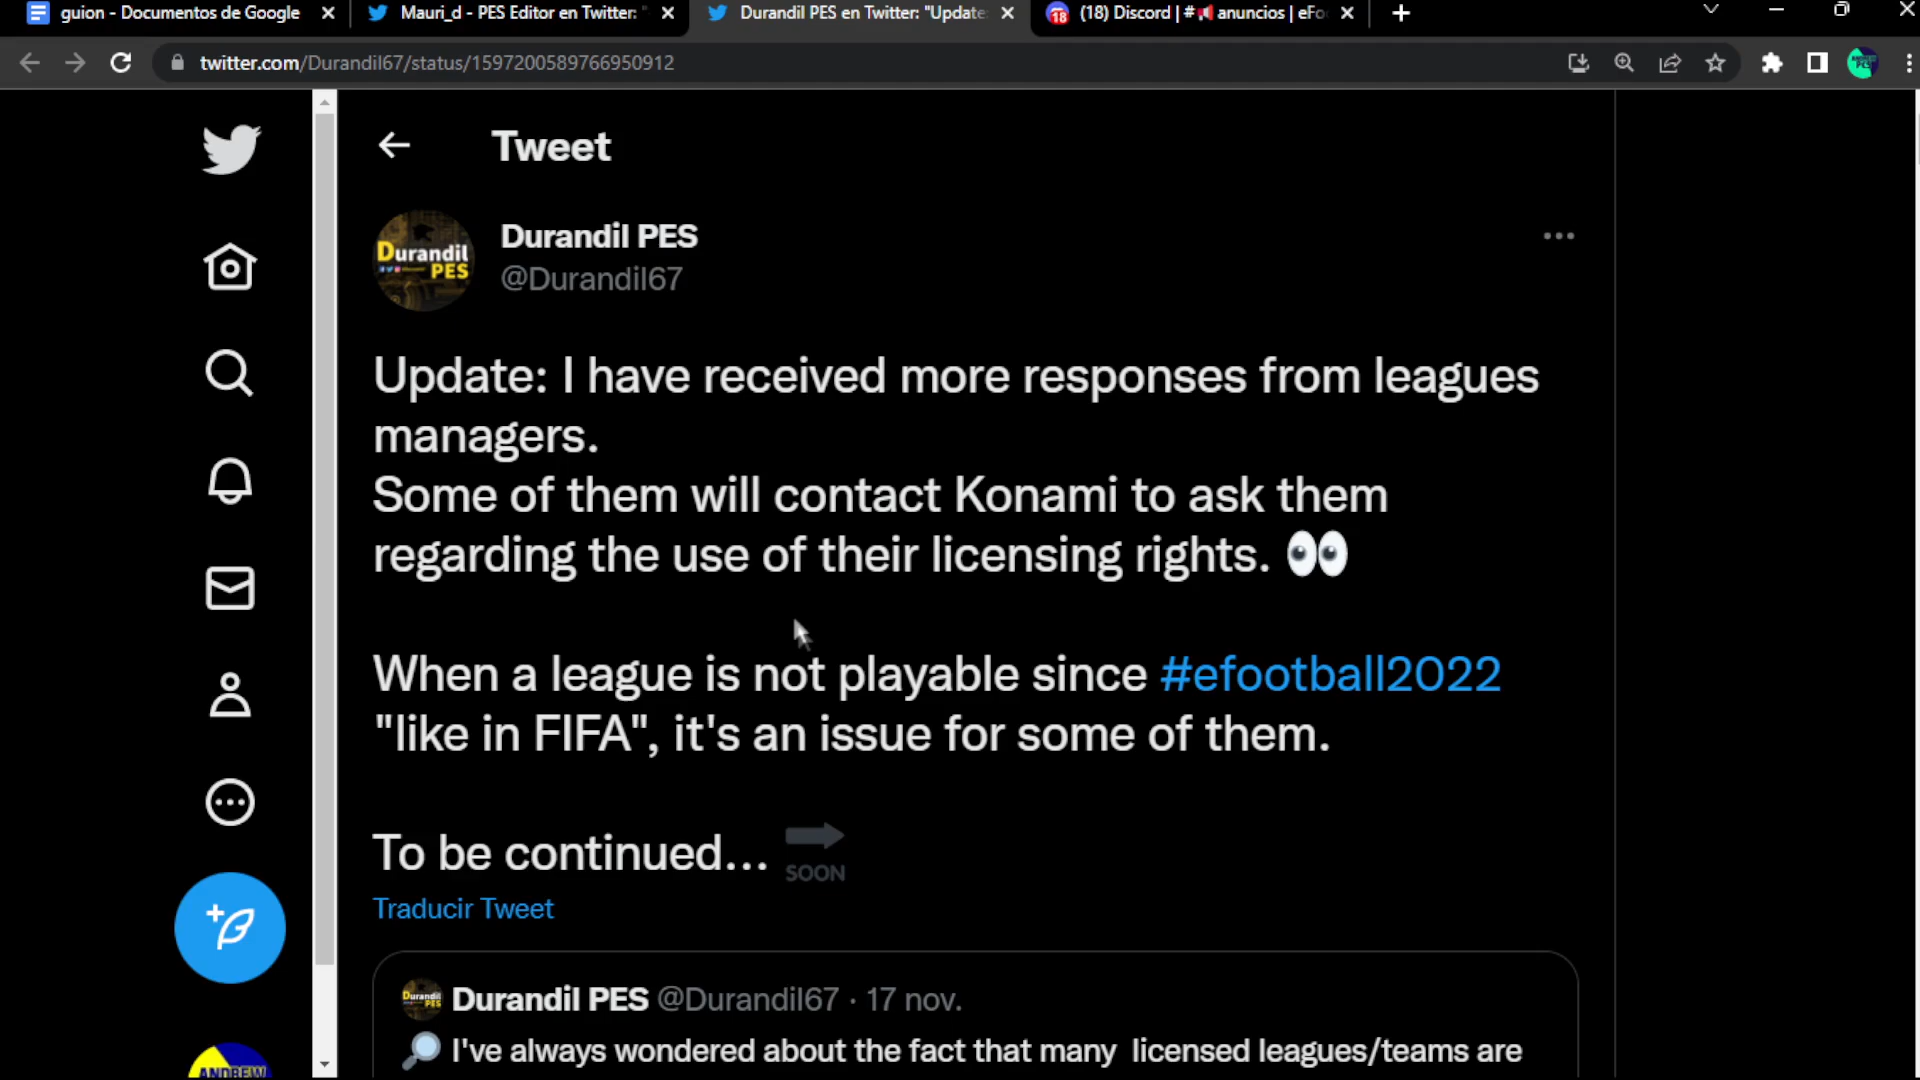 guion - Documentos de Google
Mauri_d - PES Editor en Twitter: "
Durandil PES en Twitter: "Update:
(18) Discord | # anuncios | eFo
twitter.com/Durandil67/status/1597200589766950912
Tweet
Durandil PES
Durandil PES
@Durandil67
Update: I have received more responses from leagues
managers.
Some of them will contact Konami to ask them
regarding the use of their licensing rights. 👀
When a league is not playable since #efootball2022
"like in FIFA", it's an issue for some of them.
To be continued... SOON
Traducir Tweet
Durandil PES @Durandil67 · 17 nov.
🔎 I've always wondered about the fact that many licensed leagues/teams are
ANDREW